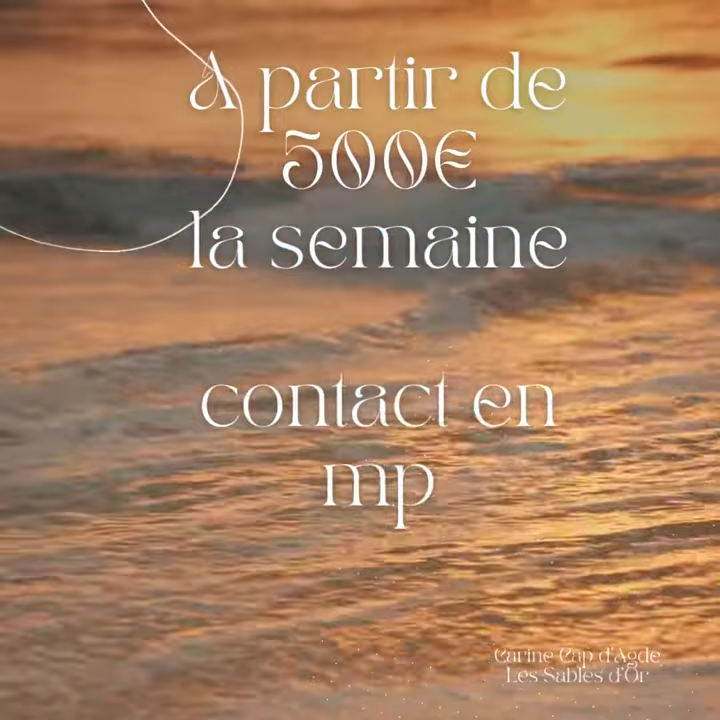 A partir de
500€
la semaine
contact en
mp
Carine Cap d'Agde
Les Sables d'Or